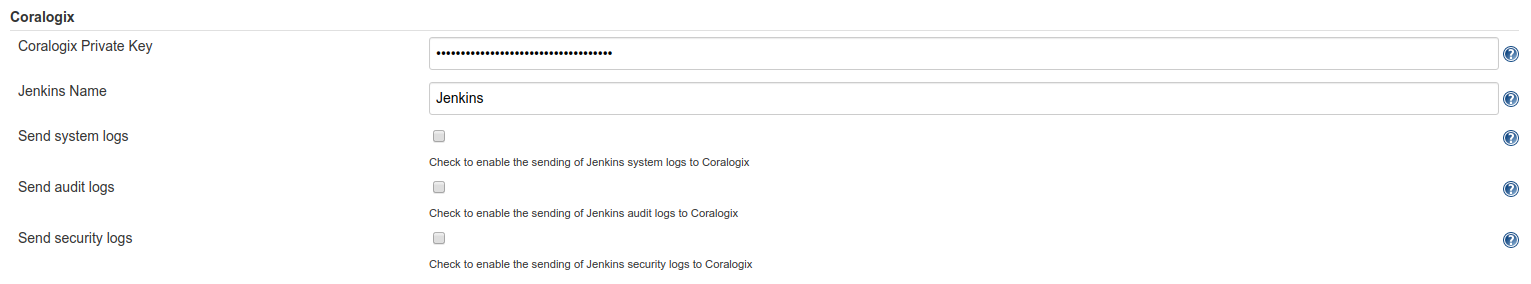 Coralogix
Coralogix Private Key
••••••••••••••••••••••••••••••••••••
Jenkins Name
Jenkins
Send system logs
Check to enable the sending of Jenkins system logs to Coralogix
Send audit logs
Check to enable the sending of Jenkins audit logs to Coralogix
Send security logs
Check to enable the sending of Jenkins security logs to Coralogix